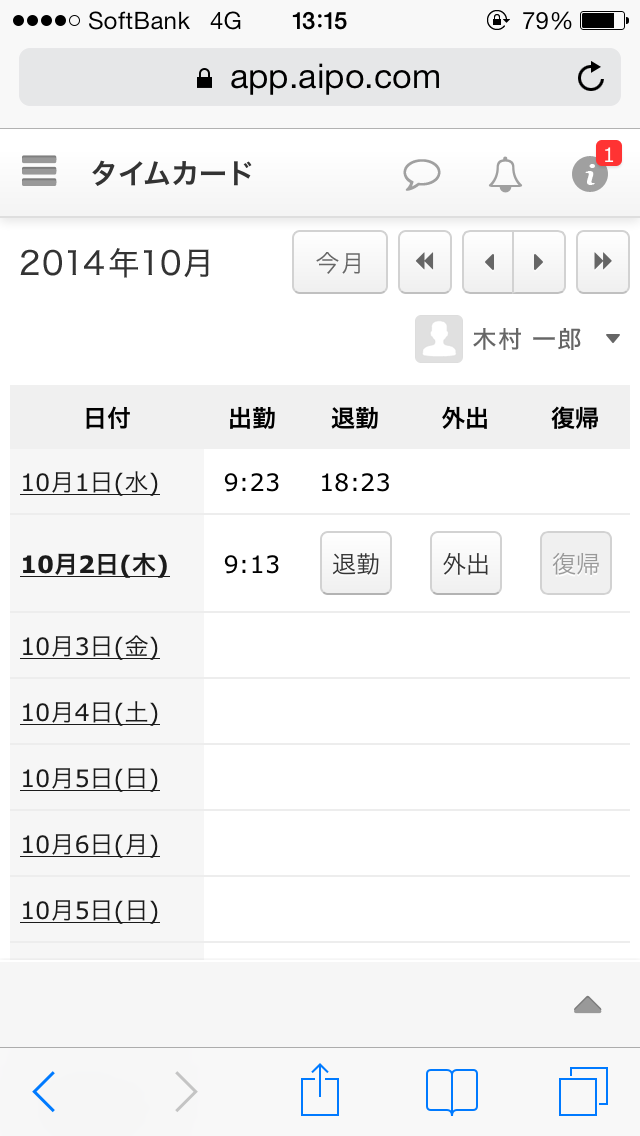 SoftBank 4G 13:15 79%
app.aipo.com
タイムカード 1
2014年10月 今月
木村 一郎
日付 出勤 退勤 外出 復帰
10月1日(水) 9:23 18:23
10月2日(木) 9:13 退勤 外出 復帰
10月3日(金)
10月4日(土)
10月5日(日)
10月6日(月)
10月5日(日)